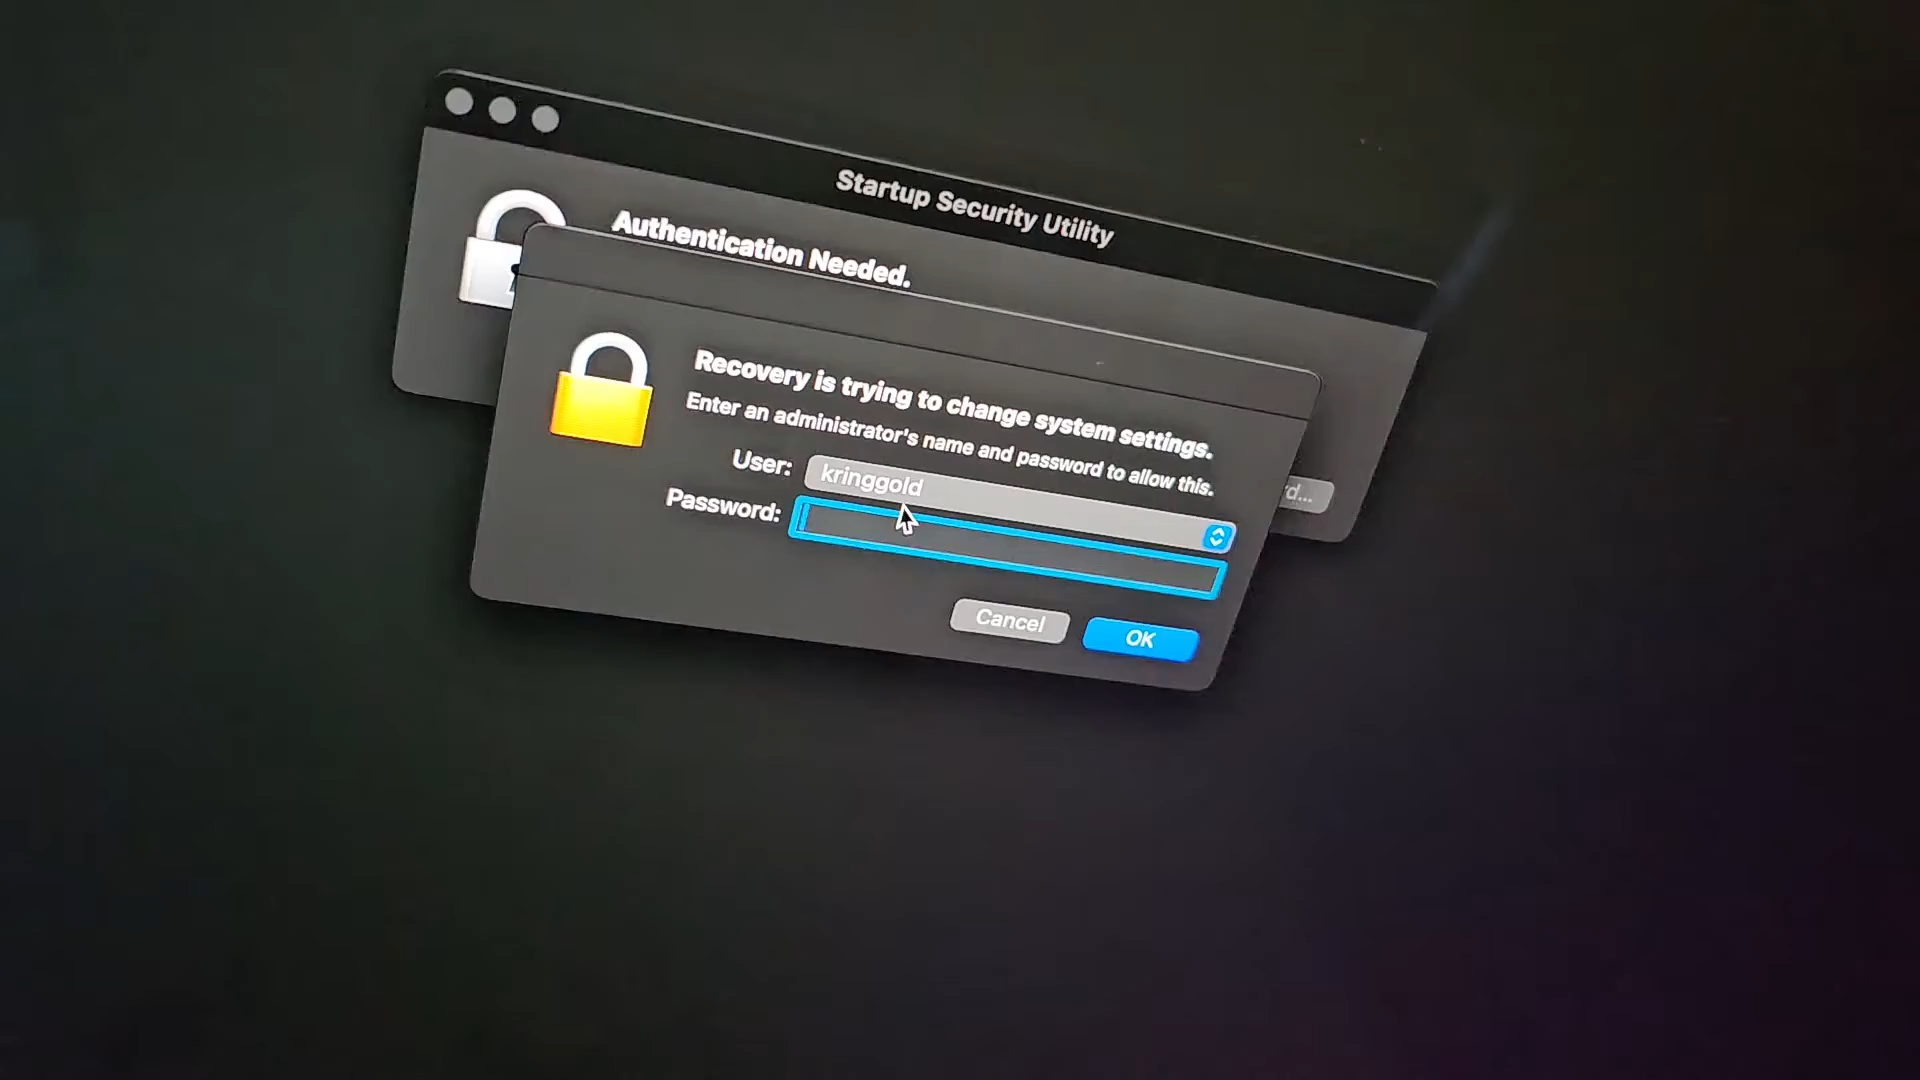 Startup Security Utility
Authentication Needed.
Recovery is trying to change system settings.
Enter an administrator's name and password to allow this.
User: kringgold
Password:
rd...
Cancel OK